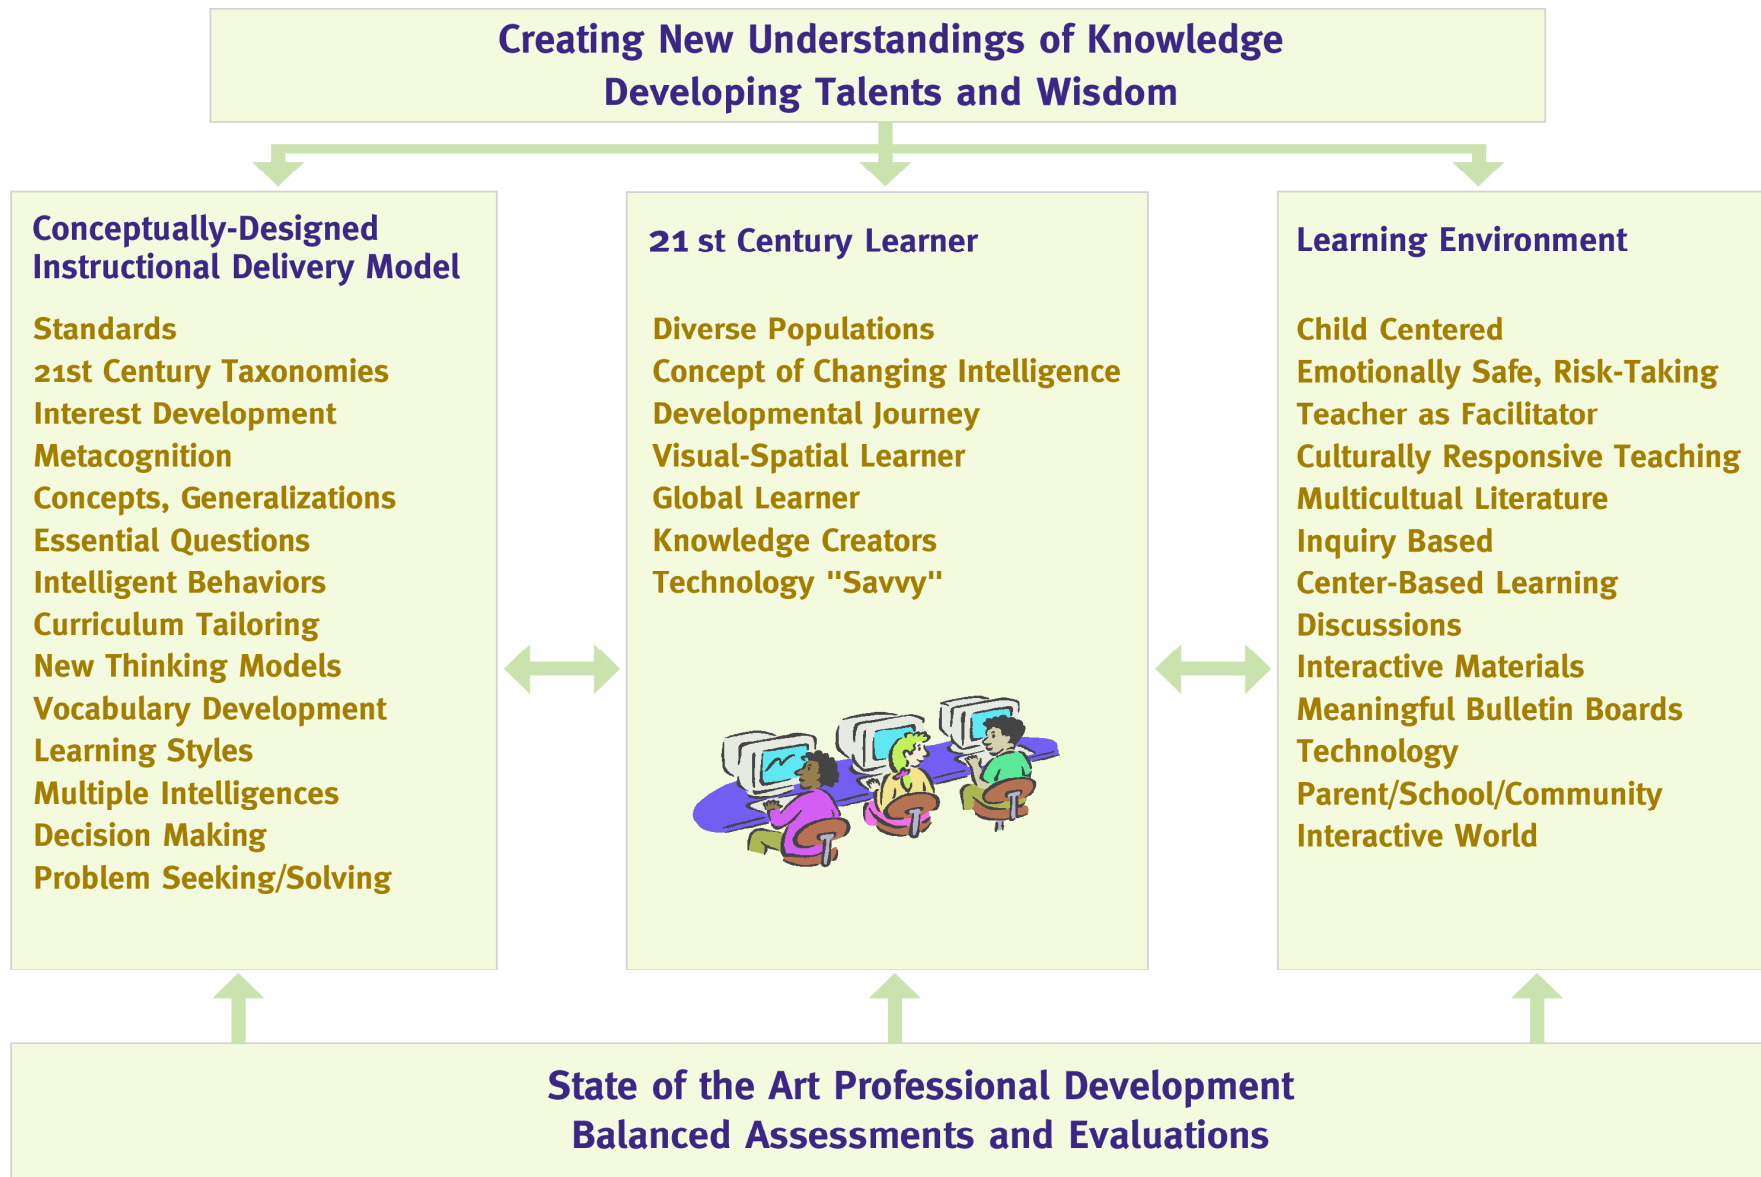 Creating New Understandings of Knowledge
Developing Talents and Wisdom
Conceptually-Designed
Instructional Delivery Model
Standards
21st Century Taxonomies
Interest Development
Metacognition
Concepts, Generalizations
Essential Questions
Intelligent Behaviors
Curriculum Tailoring
New Thinking Models
Vocabulary Development
Learning Styles
Multiple Intelligences
Decision Making
Problem Seeking/Solving
21 st Century Learner
Diverse Populations
Concept of Changing Intelligence
Developmental Journey
Visual-Spatial Learner
Global Learner
Knowledge Creators
Technology "Savvy"
Learning Environment
Child Centered
Emotionally Safe, Risk-Taking
Teacher as Facilitator
Culturally Responsive Teaching
Multicultual Literature
Inquiry Based
Center-Based Learning
Discussions
Interactive Materials
Meaningful Bulletin Boards
Technology
Parent/School/Community
Interactive World
State of the Art Professional Development
Balanced Assessments and Evaluations